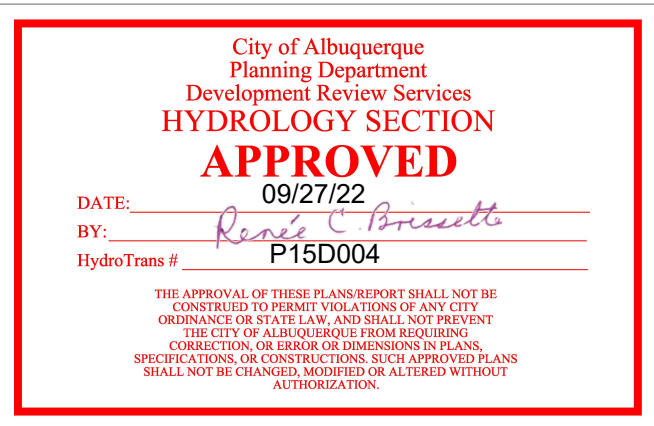 City of Albuquerque
Planning Department
Development Review Services
HYDROLOGY SECTION
APPROVED
DATE: 09/27/22
BY: Renée C. Brissette
HydroTrans # P15D004
THE APPROVAL OF THESE PLANS/REPORT SHALL NOT BE
CONSTRUED TO PERMIT VIOLATIONS OF ANY CITY
ORDINANCE OR STATE LAW, AND SHALL NOT PREVENT
THE CITY OF ALBUQUERQUE FROM REQUIRING
CORRECTION, OR ERROR OR DIMENSIONS IN PLANS,
SPECIFICATIONS, OR CONSTRUCTIONS. SUCH APPROVED PLANS
SHALL NOT BE CHANGED, MODIFIED OR ALTERED WITHOUT
AUTHORIZATION.